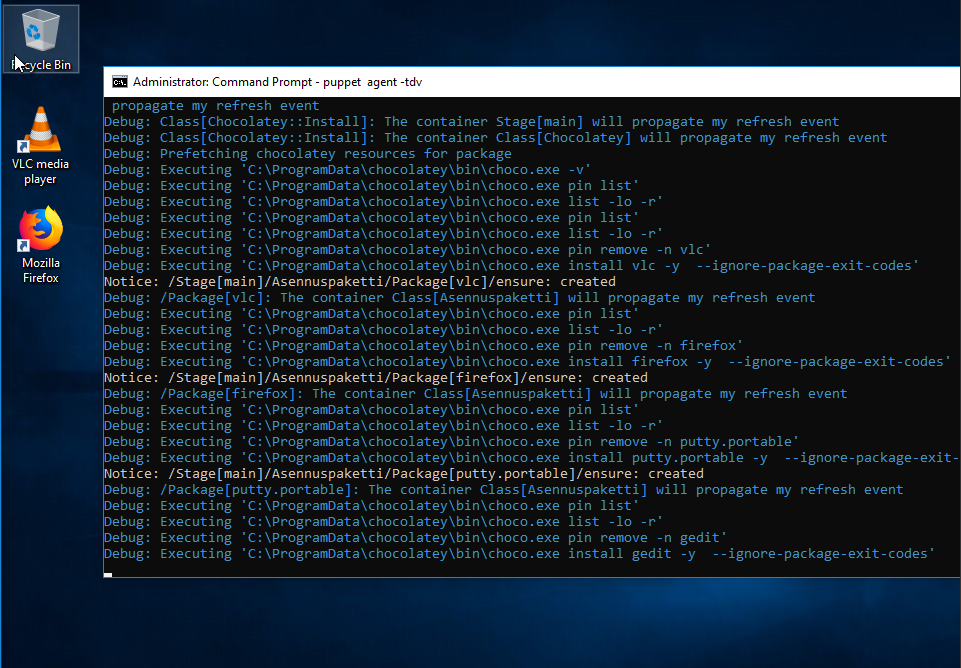 Recycle Bin
VLC media
player
Mozilla
Firefox
Administrator: Command Prompt - puppet  agent -tdv
 propagate my refresh event
Debug: Class[Chocolatey::Install]: The container Stage[main] will propagate my refresh event
Debug: Class[Chocolatey::Install]: The container Class[Chocolatey] will propagate my refresh event
Debug: Prefetching chocolatey resources for package
Debug: Executing 'C:\ProgramData\chocolatey\bin\choco.exe -v'
Debug: Executing 'C:\ProgramData\chocolatey\bin\choco.exe pin list'
Debug: Executing 'C:\ProgramData\chocolatey\bin\choco.exe list -lo -r'
Debug: Executing 'C:\ProgramData\chocolatey\bin\choco.exe pin list'
Debug: Executing 'C:\ProgramData\chocolatey\bin\choco.exe list -lo -r'
Debug: Executing 'C:\ProgramData\chocolatey\bin\choco.exe pin remove -n vlc'
Debug: Executing 'C:\ProgramData\chocolatey\bin\choco.exe install vlc -y  --ignore-package-exit-codes'
Notice: /Stage[main]/Asennuspaketti/Package[vlc]/ensure: created
Debug: /Package[vlc]: The container Class[Asennuspaketti] will propagate my refresh event
Debug: Executing 'C:\ProgramData\chocolatey\bin\choco.exe pin list'
Debug: Executing 'C:\ProgramData\chocolatey\bin\choco.exe list -lo -r'
Debug: Executing 'C:\ProgramData\chocolatey\bin\choco.exe pin remove -n firefox'
Debug: Executing 'C:\ProgramData\chocolatey\bin\choco.exe install firefox -y  --ignore-package-exit-codes'
Notice: /Stage[main]/Asennuspaketti/Package[firefox]/ensure: created
Debug: /Package[firefox]: The container Class[Asennuspaketti] will propagate my refresh event
Debug: Executing 'C:\ProgramData\chocolatey\bin\choco.exe pin list'
Debug: Executing 'C:\ProgramData\chocolatey\bin\choco.exe list -lo -r'
Debug: Executing 'C:\ProgramData\chocolatey\bin\choco.exe pin remove -n putty.portable'
Debug: Executing 'C:\ProgramData\chocolatey\bin\choco.exe install putty.portable -y  --ignore-package-exit-
Notice: /Stage[main]/Asennuspaketti/Package[putty.portable]/ensure: created
Debug: /Package[putty.portable]: The container Class[Asennuspaketti] will propagate my refresh event
Debug: Executing 'C:\ProgramData\chocolatey\bin\choco.exe pin list'
Debug: Executing 'C:\ProgramData\chocolatey\bin\choco.exe list -lo -r'
Debug: Executing 'C:\ProgramData\chocolatey\bin\choco.exe pin remove -n gedit'
Debug: Executing 'C:\ProgramData\chocolatey\bin\choco.exe install gedit -y  --ignore-package-exit-codes'